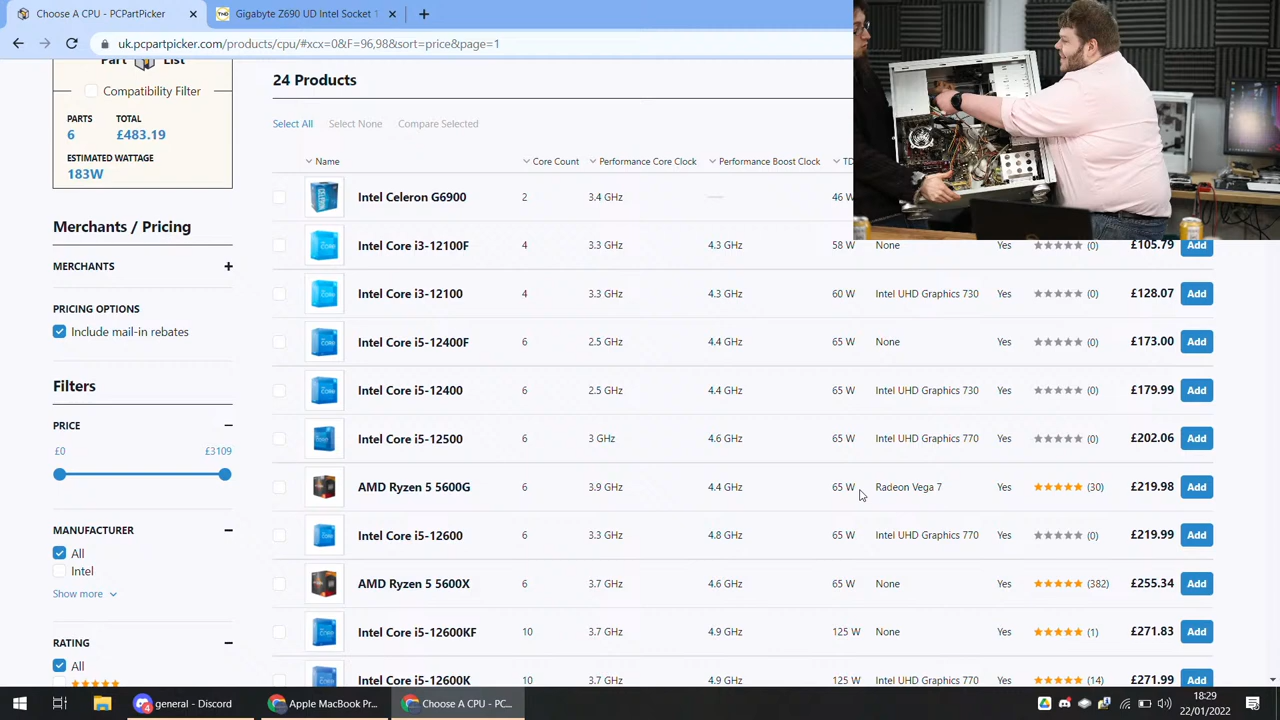 Choose A CPU - PCPartPicker
Gigabyte Z690 UD Intel Socket
uk.pcpartpicker.com/products/cpu/#xcx=0&F=96,98&sort=price&page=1
Part List
Compatibility Filter
PARTS TOTAL
6 £483.19
ESTIMATED WATTAGE
183W
Merchants / Pricing
MERCHANTS
PRICING OPTIONS
Include mail-in rebates
Filters
PRICE
£0 £3109
MANUFACTURER
All
Intel
Show more
RATING
All
24 Products
Select All Select None Compare Selected
Name Core Count Performance Core Clock Performance Boost Clock TD
Intel Celeron G6900 2 3.4 GHz 46 W
Intel Core i3-12100F 4 3.3 GHz 4.3 GHz 58 W None Yes (0) £105.79 Add
Intel Core i3-12100 4 3.3 GHz 4.3 GHz 60 W Intel UHD Graphics 730 Yes (0) £128.07 Add
Intel Core i5-12400F 6 2.5 GHz 4.4 GHz 65 W None Yes (0) £173.00 Add
Intel Core i5-12400 6 2.5 GHz 4.4 GHz 65 W Intel UHD Graphics 730 Yes (0) £179.99 Add
Intel Core i5-12500 6 3 GHz 4.6 GHz 65 W Intel UHD Graphics 770 Yes (0) £202.06 Add
AMD Ryzen 5 5600G 6 3.9 GHz 4.4 GHz 65 W Radeon Vega 7 Yes (30) £219.98 Add
Intel Core i5-12600 6 3.3 GHz 4.8 GHz 65 W Intel UHD Graphics 770 Yes (0) £219.99 Add
AMD Ryzen 5 5600X 6 3.7 GHz 4.6 GHz 65 W None Yes (382) £255.34 Add
Intel Core i5-12600KF 10 3.7 GHz 4.9 GHz 125 W None Yes (1) £271.83 Add
Intel Core i5-12600K 10 3.7 GHz 4.9 GHz 125 W Intel UHD Graphics 770 Yes (14) £271.99 Add
general - Discord
Apple MacBook P...
Choose A CPU - PC...
18:29
22/01/2022